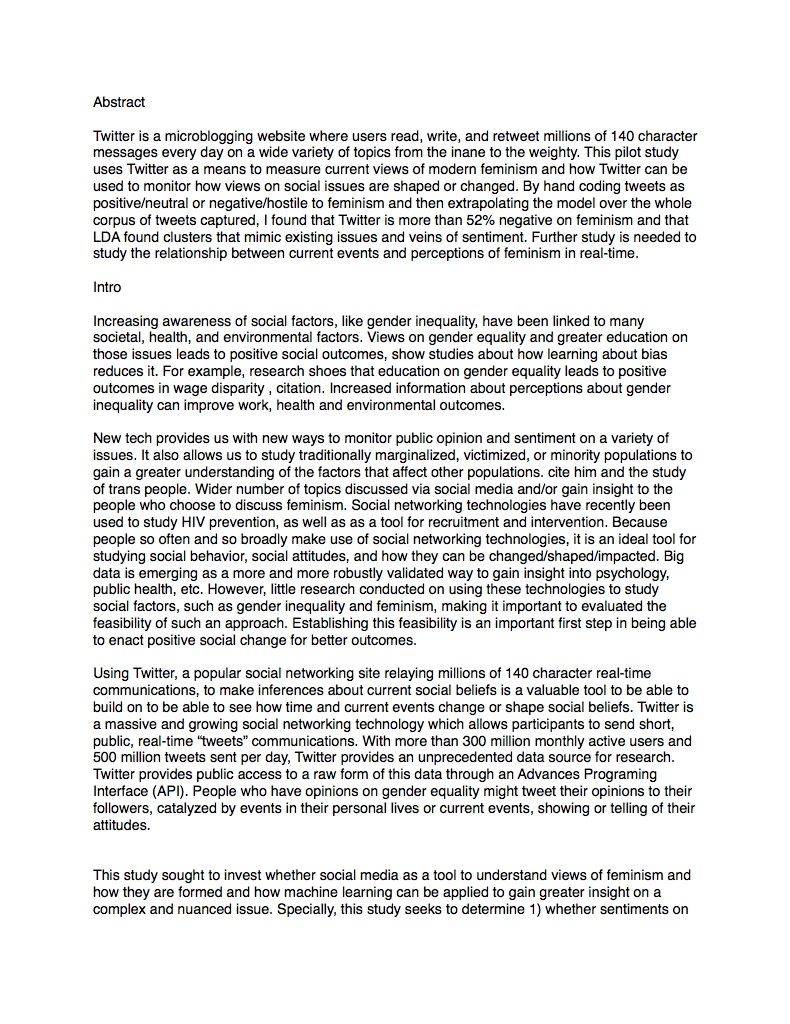 Abstract
Twitter is a microblogging website where users read, write, and retweet millions of 140 character
messages every day on a wide variety of topics from the inane to the weighty. This pilot study
uses Twitter as a means to measure current views of modern feminism and how Twitter can be
used to monitor how views on social issues are shaped or changed. By hand coding tweets as
positive/neutral or negative/hostile to feminism and then extrapolating the model over the whole
corpus of tweets captured, I found that Twitter is more than 52% negative on feminism and that
LDA found clusters that mimic existing issues and veins of sentiment. Further study is needed to
study the relationship between current events and perceptions of feminism in real-time.
Intro
Increasing awareness of social factors, like gender inequality, have been linked to many
societal, health, and environmental factors. Views on gender equality and greater education on
those issues leads to positive social outcomes, show studies about how learning about bias
reduces it. For example, research shoes that education on gender equality leads to positive
outcomes in wage disparity , citation. Increased information about perceptions about gender
inequality can improve work, health and environmental outcomes.
New tech provides us with new ways to monitor public opinion and sentiment on a variety of
issues. It also allows us to study traditionally marginalized, victimized, or minority populations to
gain a greater understanding of the factors that affect other populations. cite him and the study
of trans people. Wider number of topics discussed via social media and/or gain insight to the
people who choose to discuss feminism. Social networking technologies have recently been
used to study HIV prevention, as well as as a tool for recruitment and intervention. Because
people so often and so broadly make use of social networking technologies, it is an ideal tool for
studying social behavior, social attitudes, and how they can be changed/shaped/impacted. Big
data is emerging as a more and more robustly validated way to gain insight into psychology,
public health, etc. However, little research conducted on using these technologies to study
social factors, such as gender inequality and feminism, making it important to evaluated the
feasibility of such an approach. Establishing this feasibility is an important first step in being able
to enact positive social change for better outcomes.
Using Twitter, a popular social networking site relaying millions of 140 character real-time
communications, to make inferences about current social beliefs is a valuable tool to be able to
build on to be able to see how time and current events change or shape social beliefs. Twitter is
a massive and growing social networking technology which allows participants to send short,
public, real-time “tweets” communications. With more than 300 million monthly active users and
500 million tweets sent per day, Twitter provides an unprecedented data source for research.
Twitter provides public access to a raw form of this data through an Advances Programing
Interface (API). People who have opinions on gender equality might tweet their opinions to their
followers, catalyzed by events in their personal lives or current events, showing or telling of their
attitudes.
This study sought to invest whether social media as a tool to understand views of feminism and
how they are formed and how machine learning can be applied to gain greater insight on a
complex and nuanced issue. Specially, this study seeks to determine 1) whether sentiments on